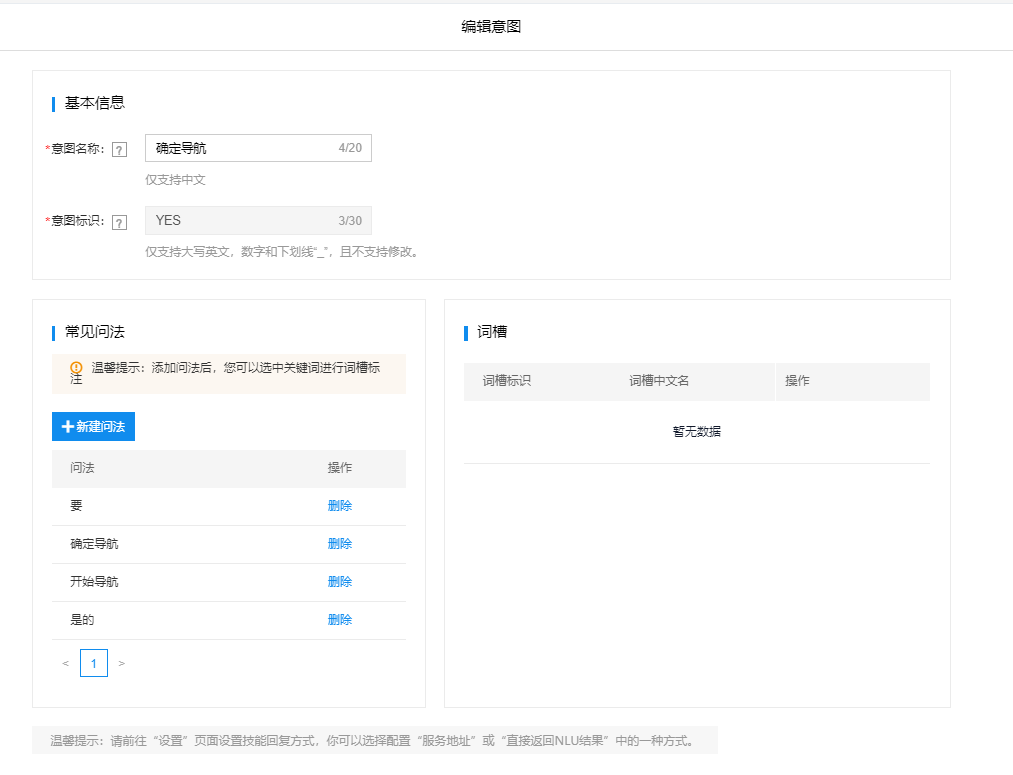 编辑意图
基本信息
*意图名称: ? 确定导航 4/20
仅支持中文
*意图标识: ? YES 3/30
仅支持大写英文，数字和下划线“_”，且不支持修改。
常见问法
温馨提示：添加问法后，您可以选中关键词进行词槽标
注
新建问法
问法 操作
要 删除
确定导航 删除
开始导航 删除
是的 删除
< 1 >
词槽
词槽标识 词槽中文名 操作
暂无数据
温馨提示：请前往“设置”页面设置技能回复方式，你可以选择配置“服务地址”或“直接返回NLU结果”中的一种方式。